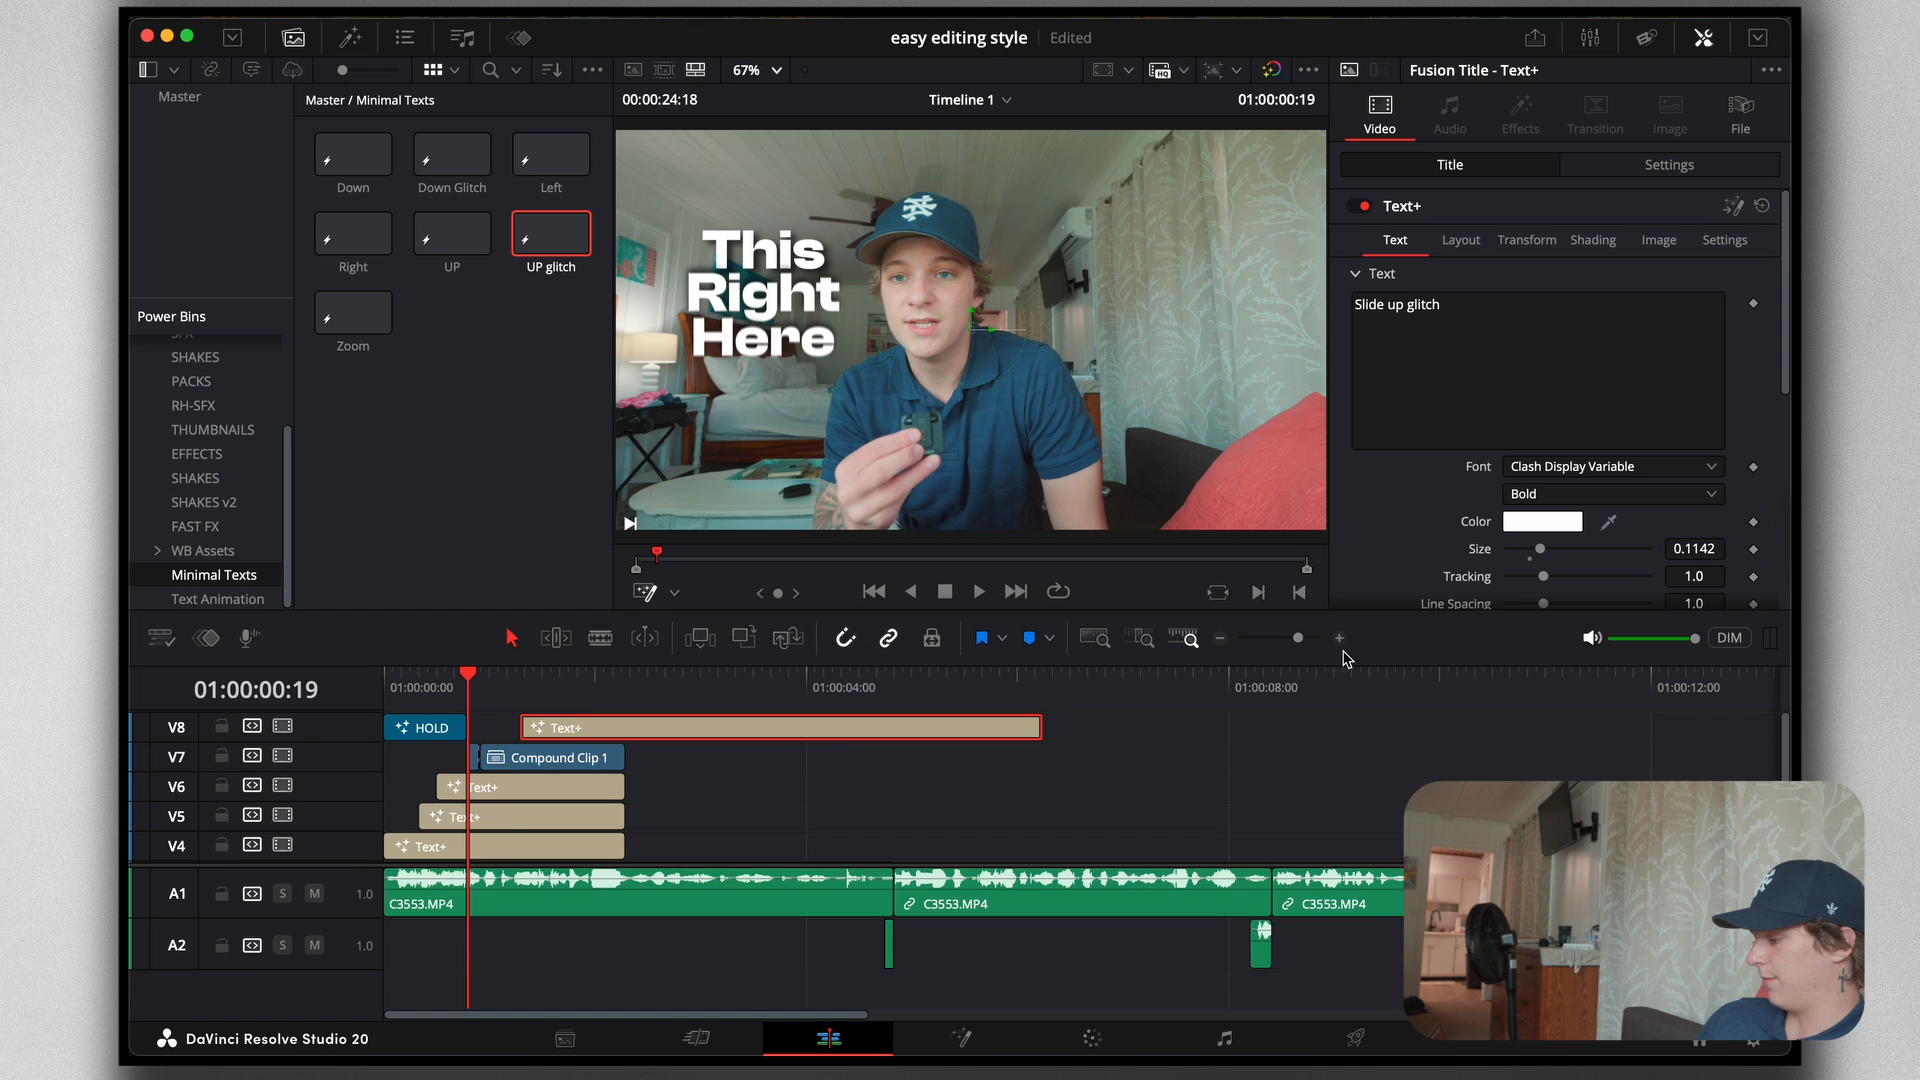 easy editing style
Edited
67%
Fusion Title - Text+
Master
Master / Minimal Texts
00:00:24:18
Timeline 1
01:00:00:19
Video
Audio
Effects
Transition
Image
File
Down
Down Glitch
Left
Title
Settings
Right
UP
UP glitch
Text+
Text
Layout
Transform
Shading
Image
Settings
Zoom
Text
Slide up glitch
This
Right
Here
Power Bins
SFX
SHAKES
PACKS
RH-SFX
THUMBNAILS
EFFECTS
SHAKES
SHAKES v2
FAST FX
WB Assets
Minimal Texts
Text Animation
Font
Clash Display Variable
Bold
Color
Size
0.1142
Tracking
1.0
Line Spacing
1.0
HQ
DIM
01:00:00:19
01:00:00:00
01:00:04:00
01:00:08:00
01:00:12:00
V8
HOLD
Text+
V7
Compound Clip 1
V6
Text+
V5
Text+
V4
Text+
A1
S
M
1.0
C3553.MP4
C3553.MP4
C3553.MP4
A2
S
M
1.0
DaVinci Resolve Studio 20